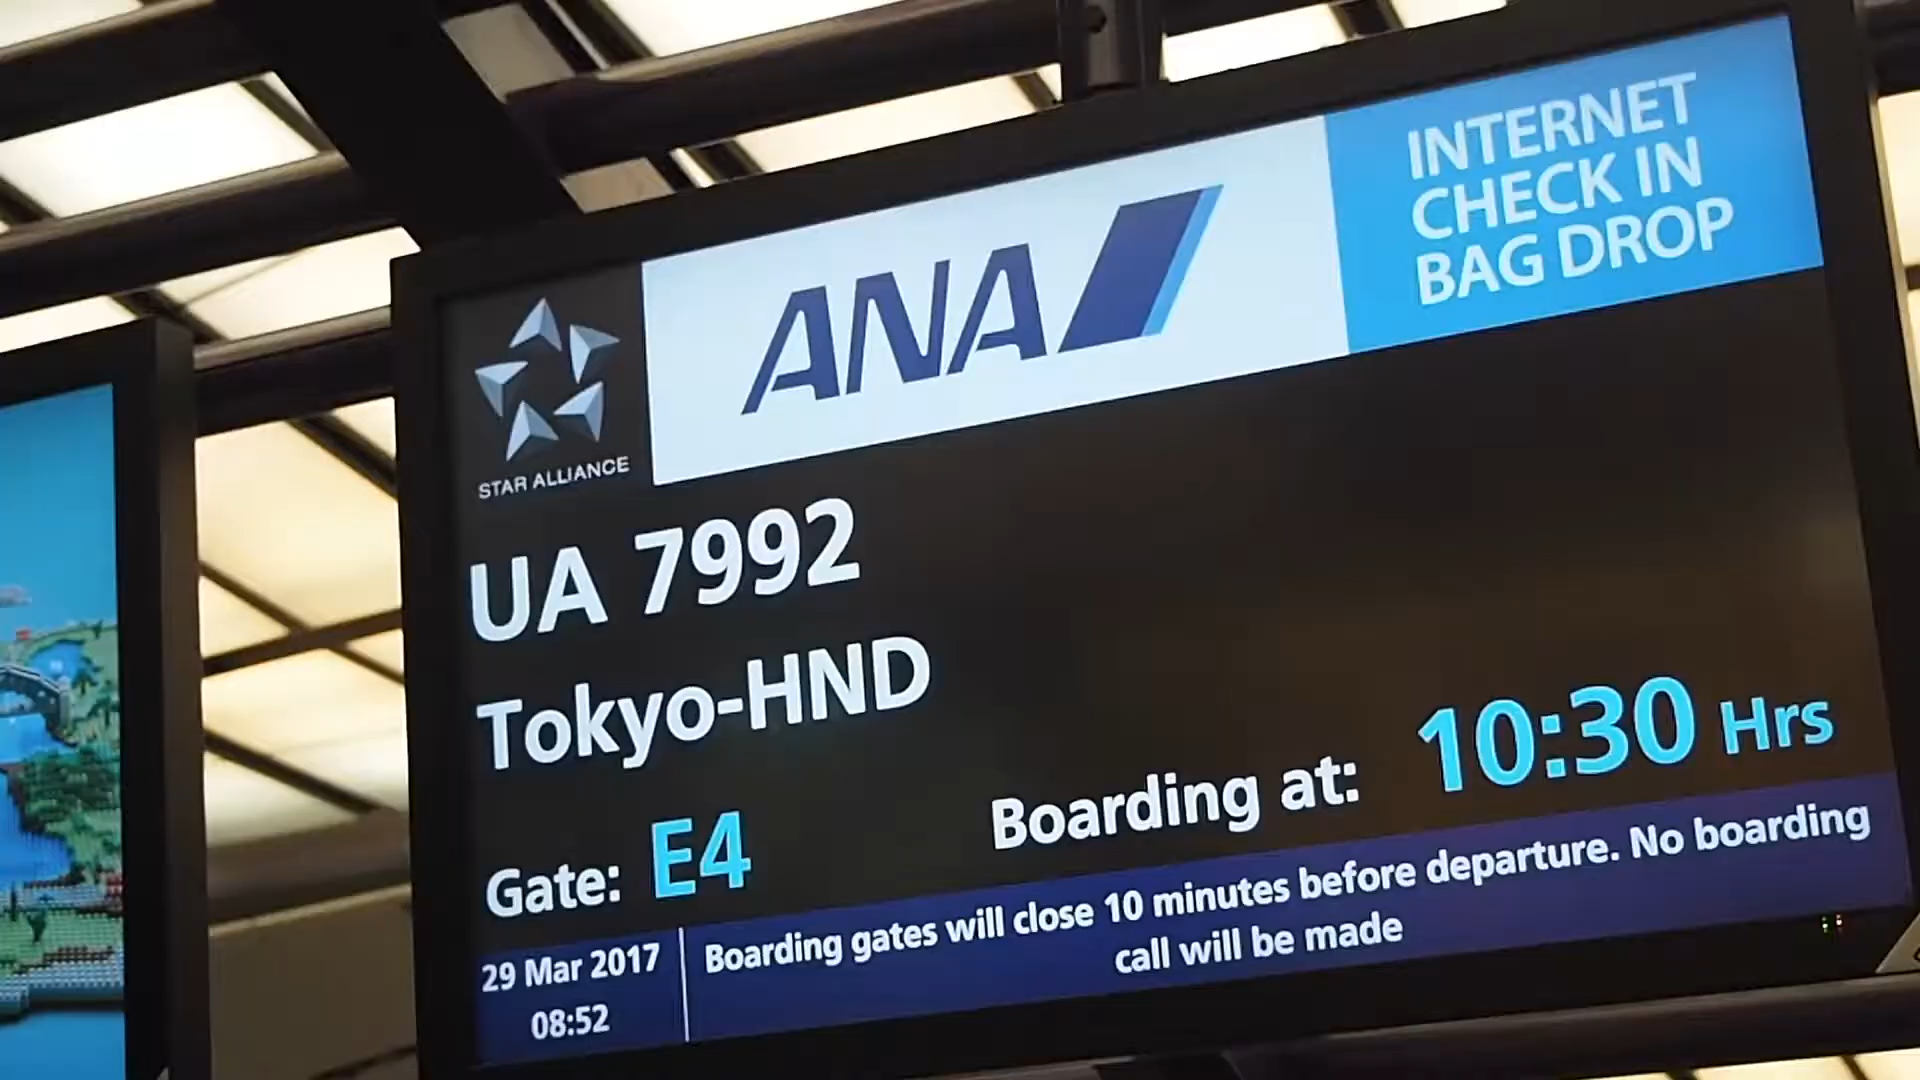 INTERNET
CHECK IN
BAG DROP
ANA
STAR ALLIANCE
UA 7992
Tokyo-HND
Gate: E4
Boarding at: 10:30 Hrs
29 Mar 2017
08:52
Boarding gates will close 10 minutes before departure. No boarding
call will be made